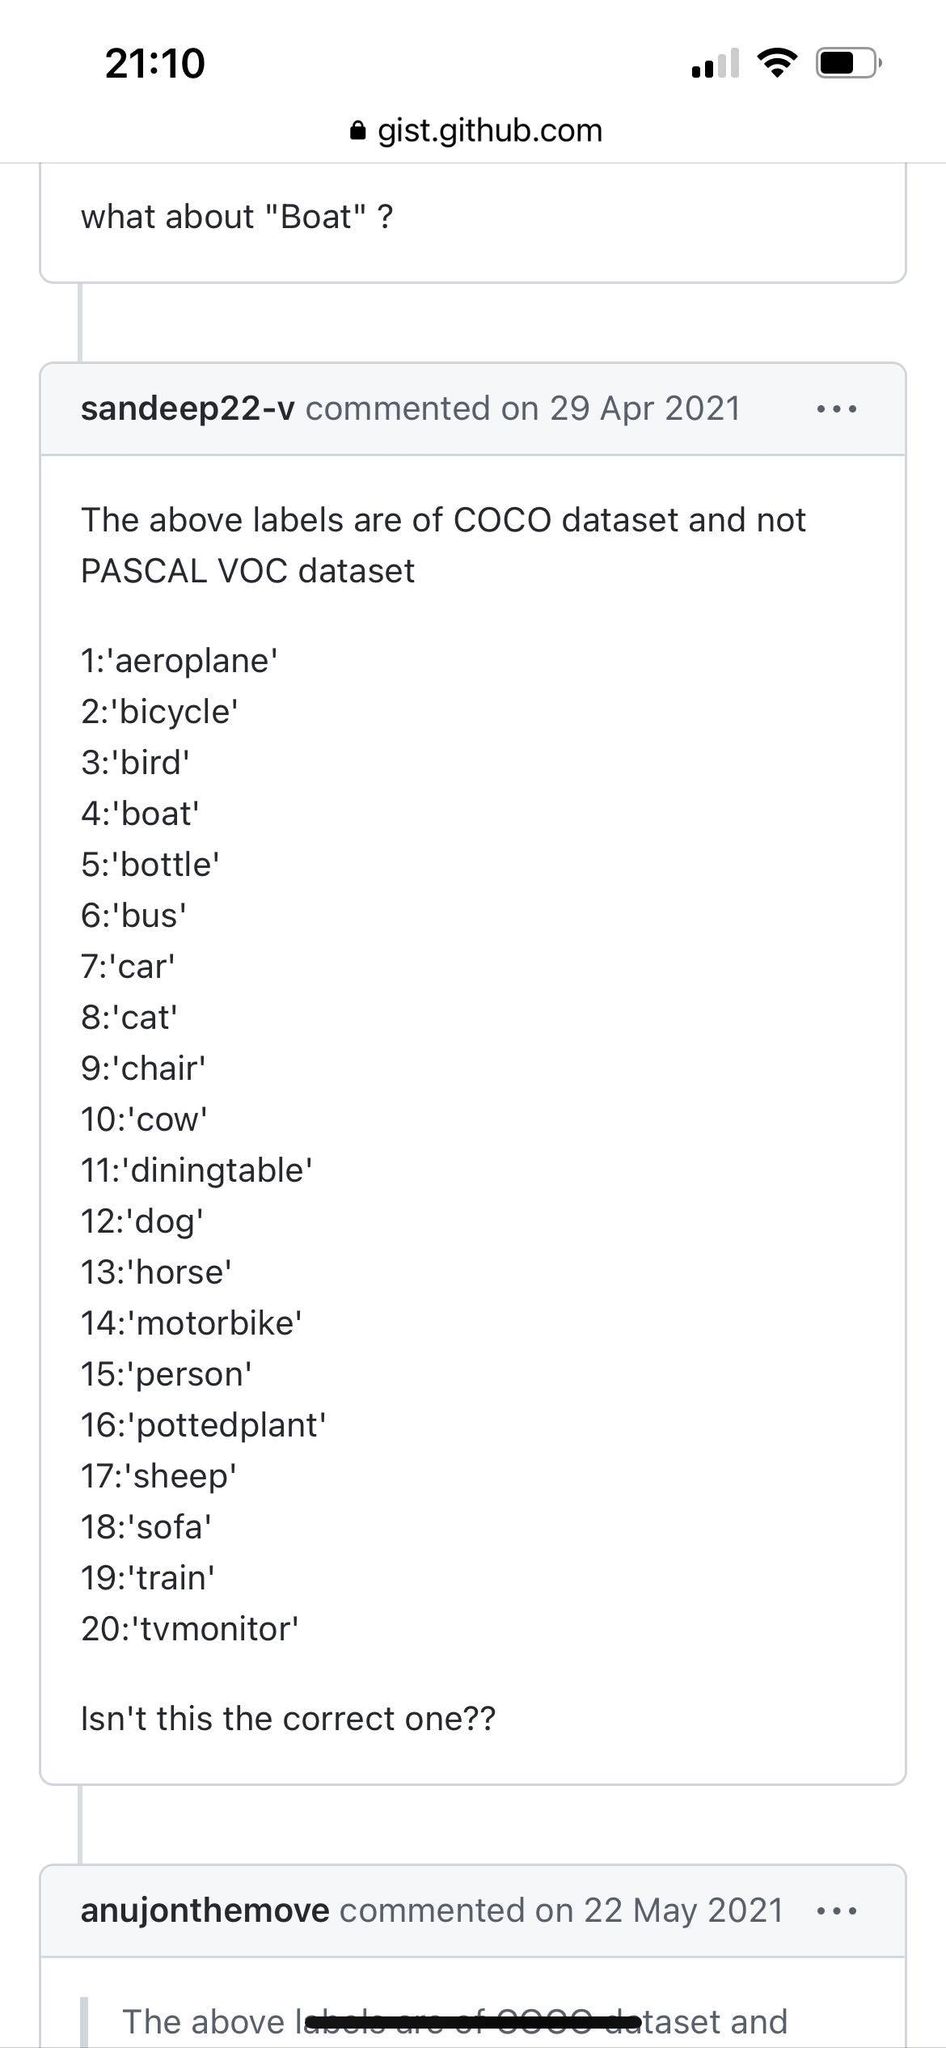 21:10
gist.github.com
what about "Boat" ?
sandeep22-v commented on 29 Apr 2021
The above labels are of COCO dataset and not
PASCAL VOC dataset
1:'aeroplane'
2:'bicycle'
3:'bird'
4:'boat'
5:'bottle'
6:'bus'
7:'car'
8:'cat'
9:'chair'
10:'cow'
11:'diningtable'
12:'dog'
13:'horse'
14:'motorbike'
15:'person'
16:'pottedplant'
17:'sheep'
18:'sofa'
19:'train'
20:'tvmonitor'
Isn't this the correct one??
anujonthemove commented on 22 May 2021
The above labels are of COCO dataset and